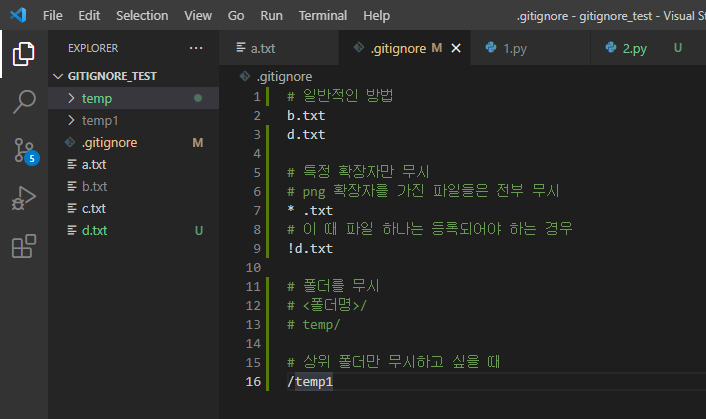 File Edit Selection View Go Run Terminal Help .gitignore - gitignore_test - Visual S
EXPLORER ···
a.txt .gitignore M 1.py 2.py U
GITIGNORE_TEST
temp
temp1
.gitignore M
a.txt
b.txt
c.txt
d.txt U
5
.gitignore
1 # 일반적인 방법
2 b.txt
3 d.txt
4
5 # 특정 확장자만 무시
6 # png 확장자를 가진 파일들은 전부 무시
7 * .txt
8 # 이 때 파일 하나는 등록되어야 하는 경우
9 !d.txt
10
11 # 폴더를 무시
12 # <폴더명>/
13 # temp/
14
15 # 상위 폴더만 무시하고 싶을 때
16 /temp1